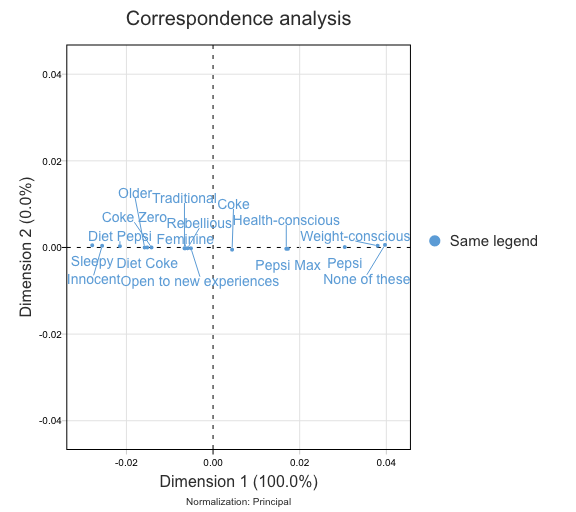 Correspondence analysis
0.04
0.02
Older
Traditional
Coke
Coke Zero
Rebellious
Health-conscious
Diet Pepsi
Feminine
Weight-conscious
Same legend
0.00
Sleepy
Diet Coke
Pepsi Max
Pepsi
Innocent
Open to new experiences
None of these
-0.02
-0.04
Dimension 2 (0.0%)
-0.02
0.00
0.02
0.04
Dimension 1 (100.0%)
Normalization: Principal